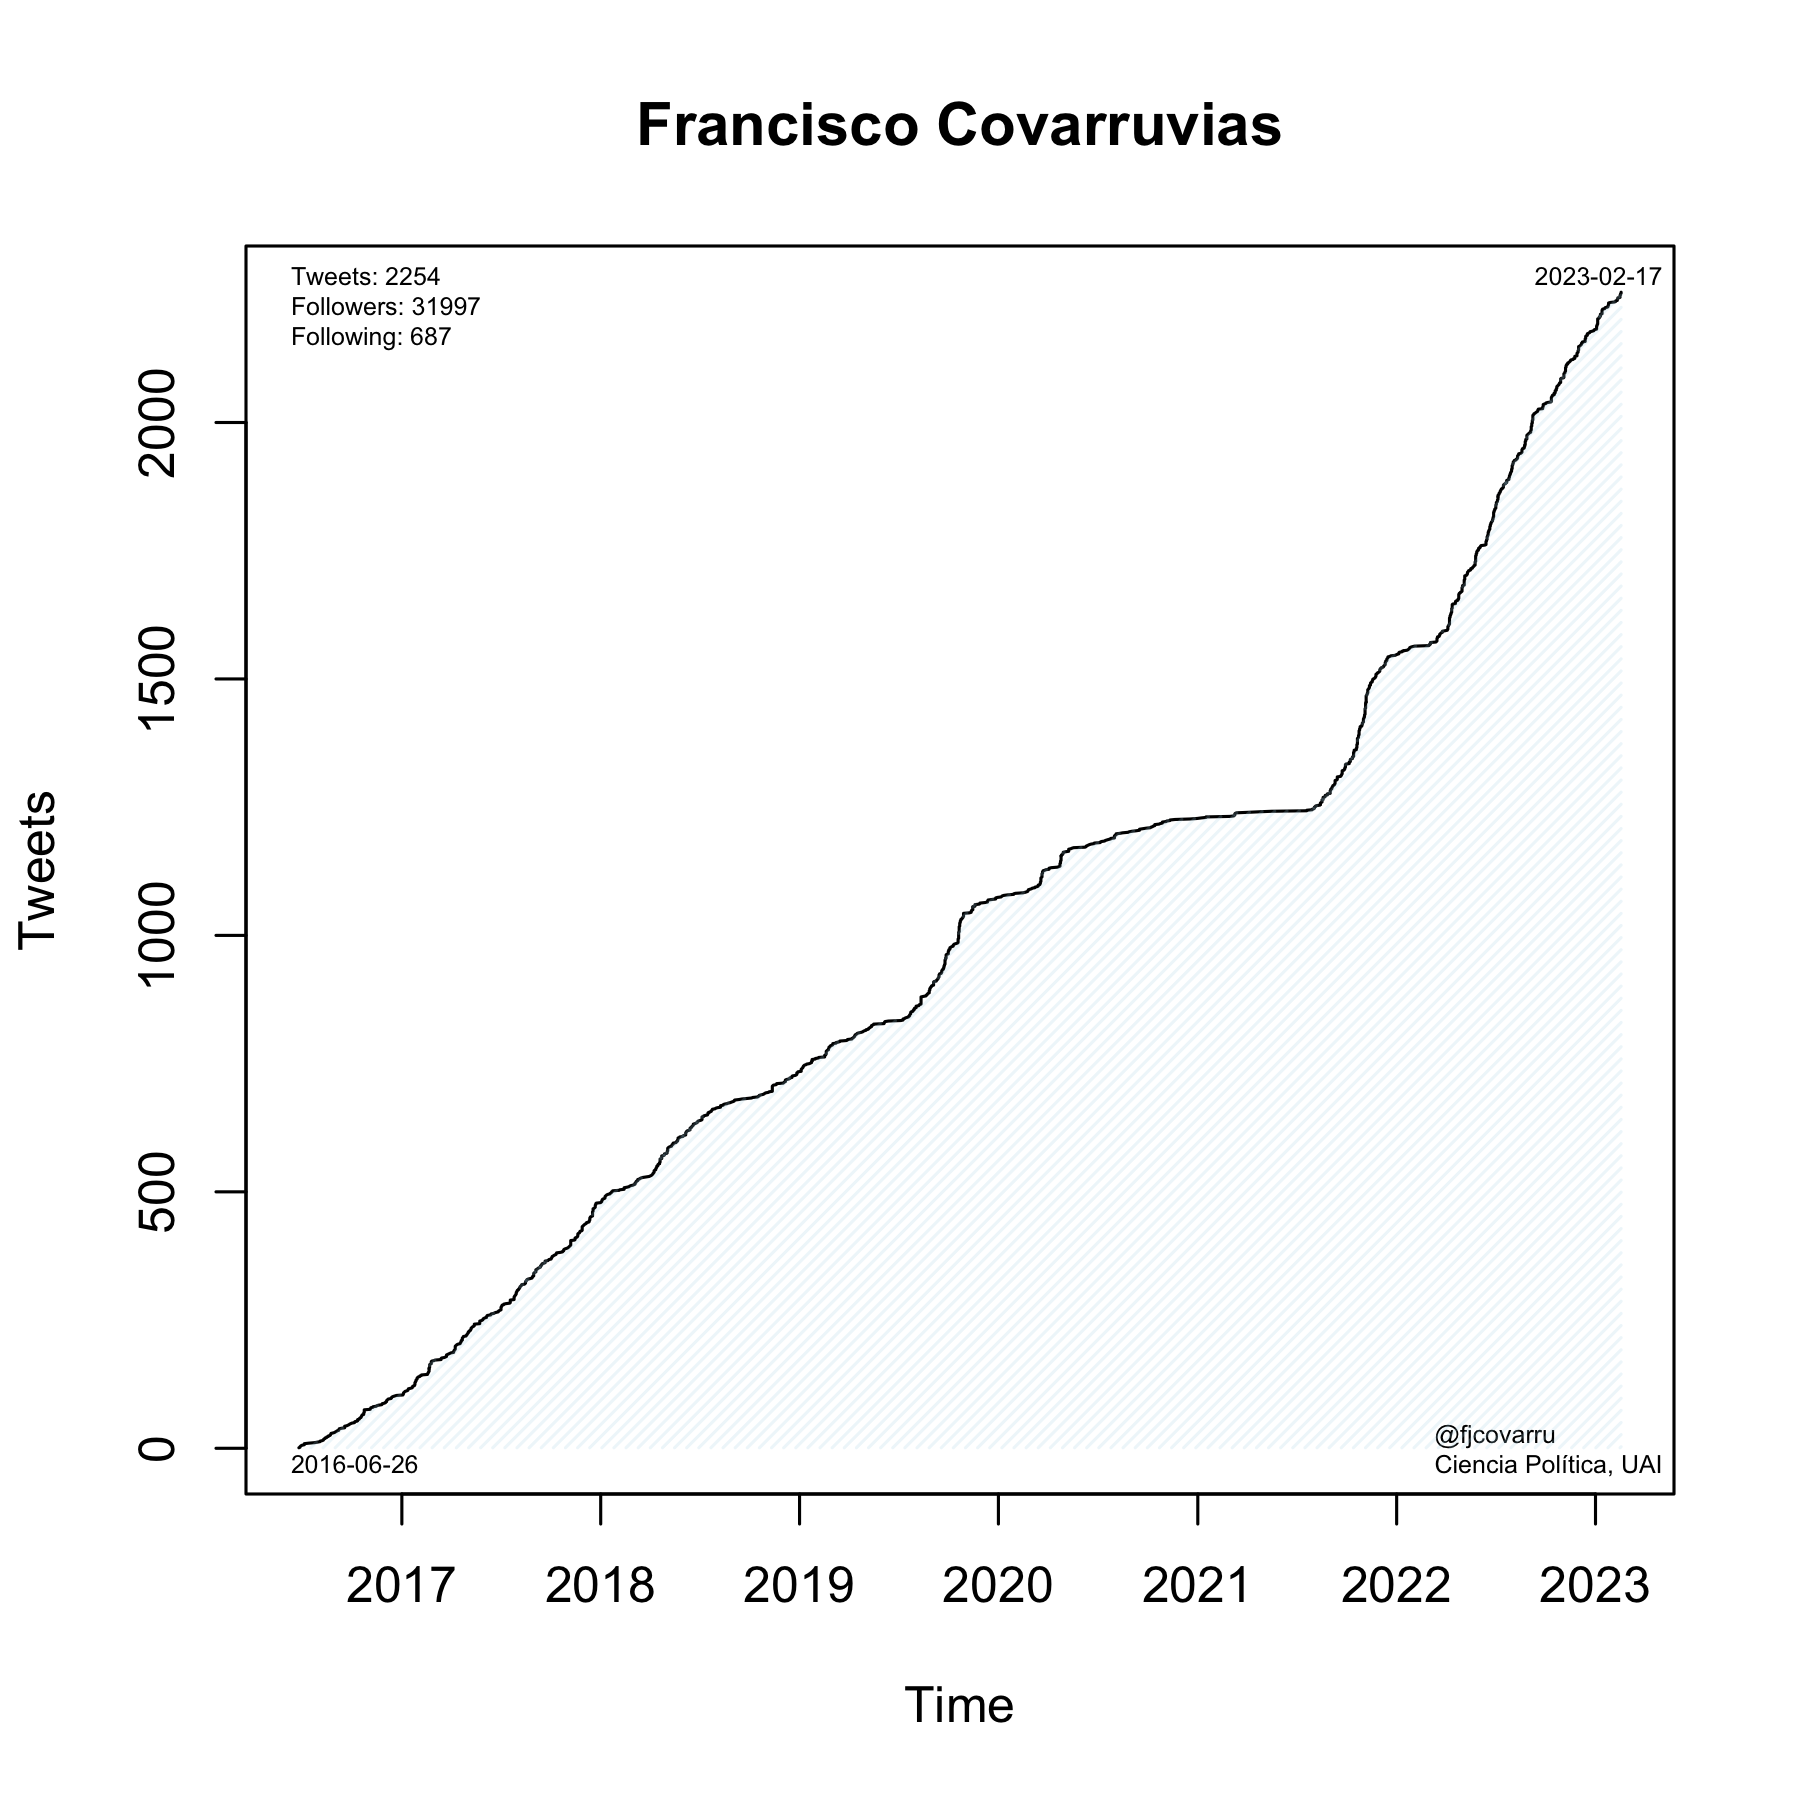 Francisco Covarruvias
Tweets: 2254
Followers: 31997
Following: 687
2023-02-17
Tweets
2000
1500
1000
500
0
2016-06-26
@fjcovarru
Ciencia Política, UAI
2017 2018 2019 2020 2021 2022 2023
Time